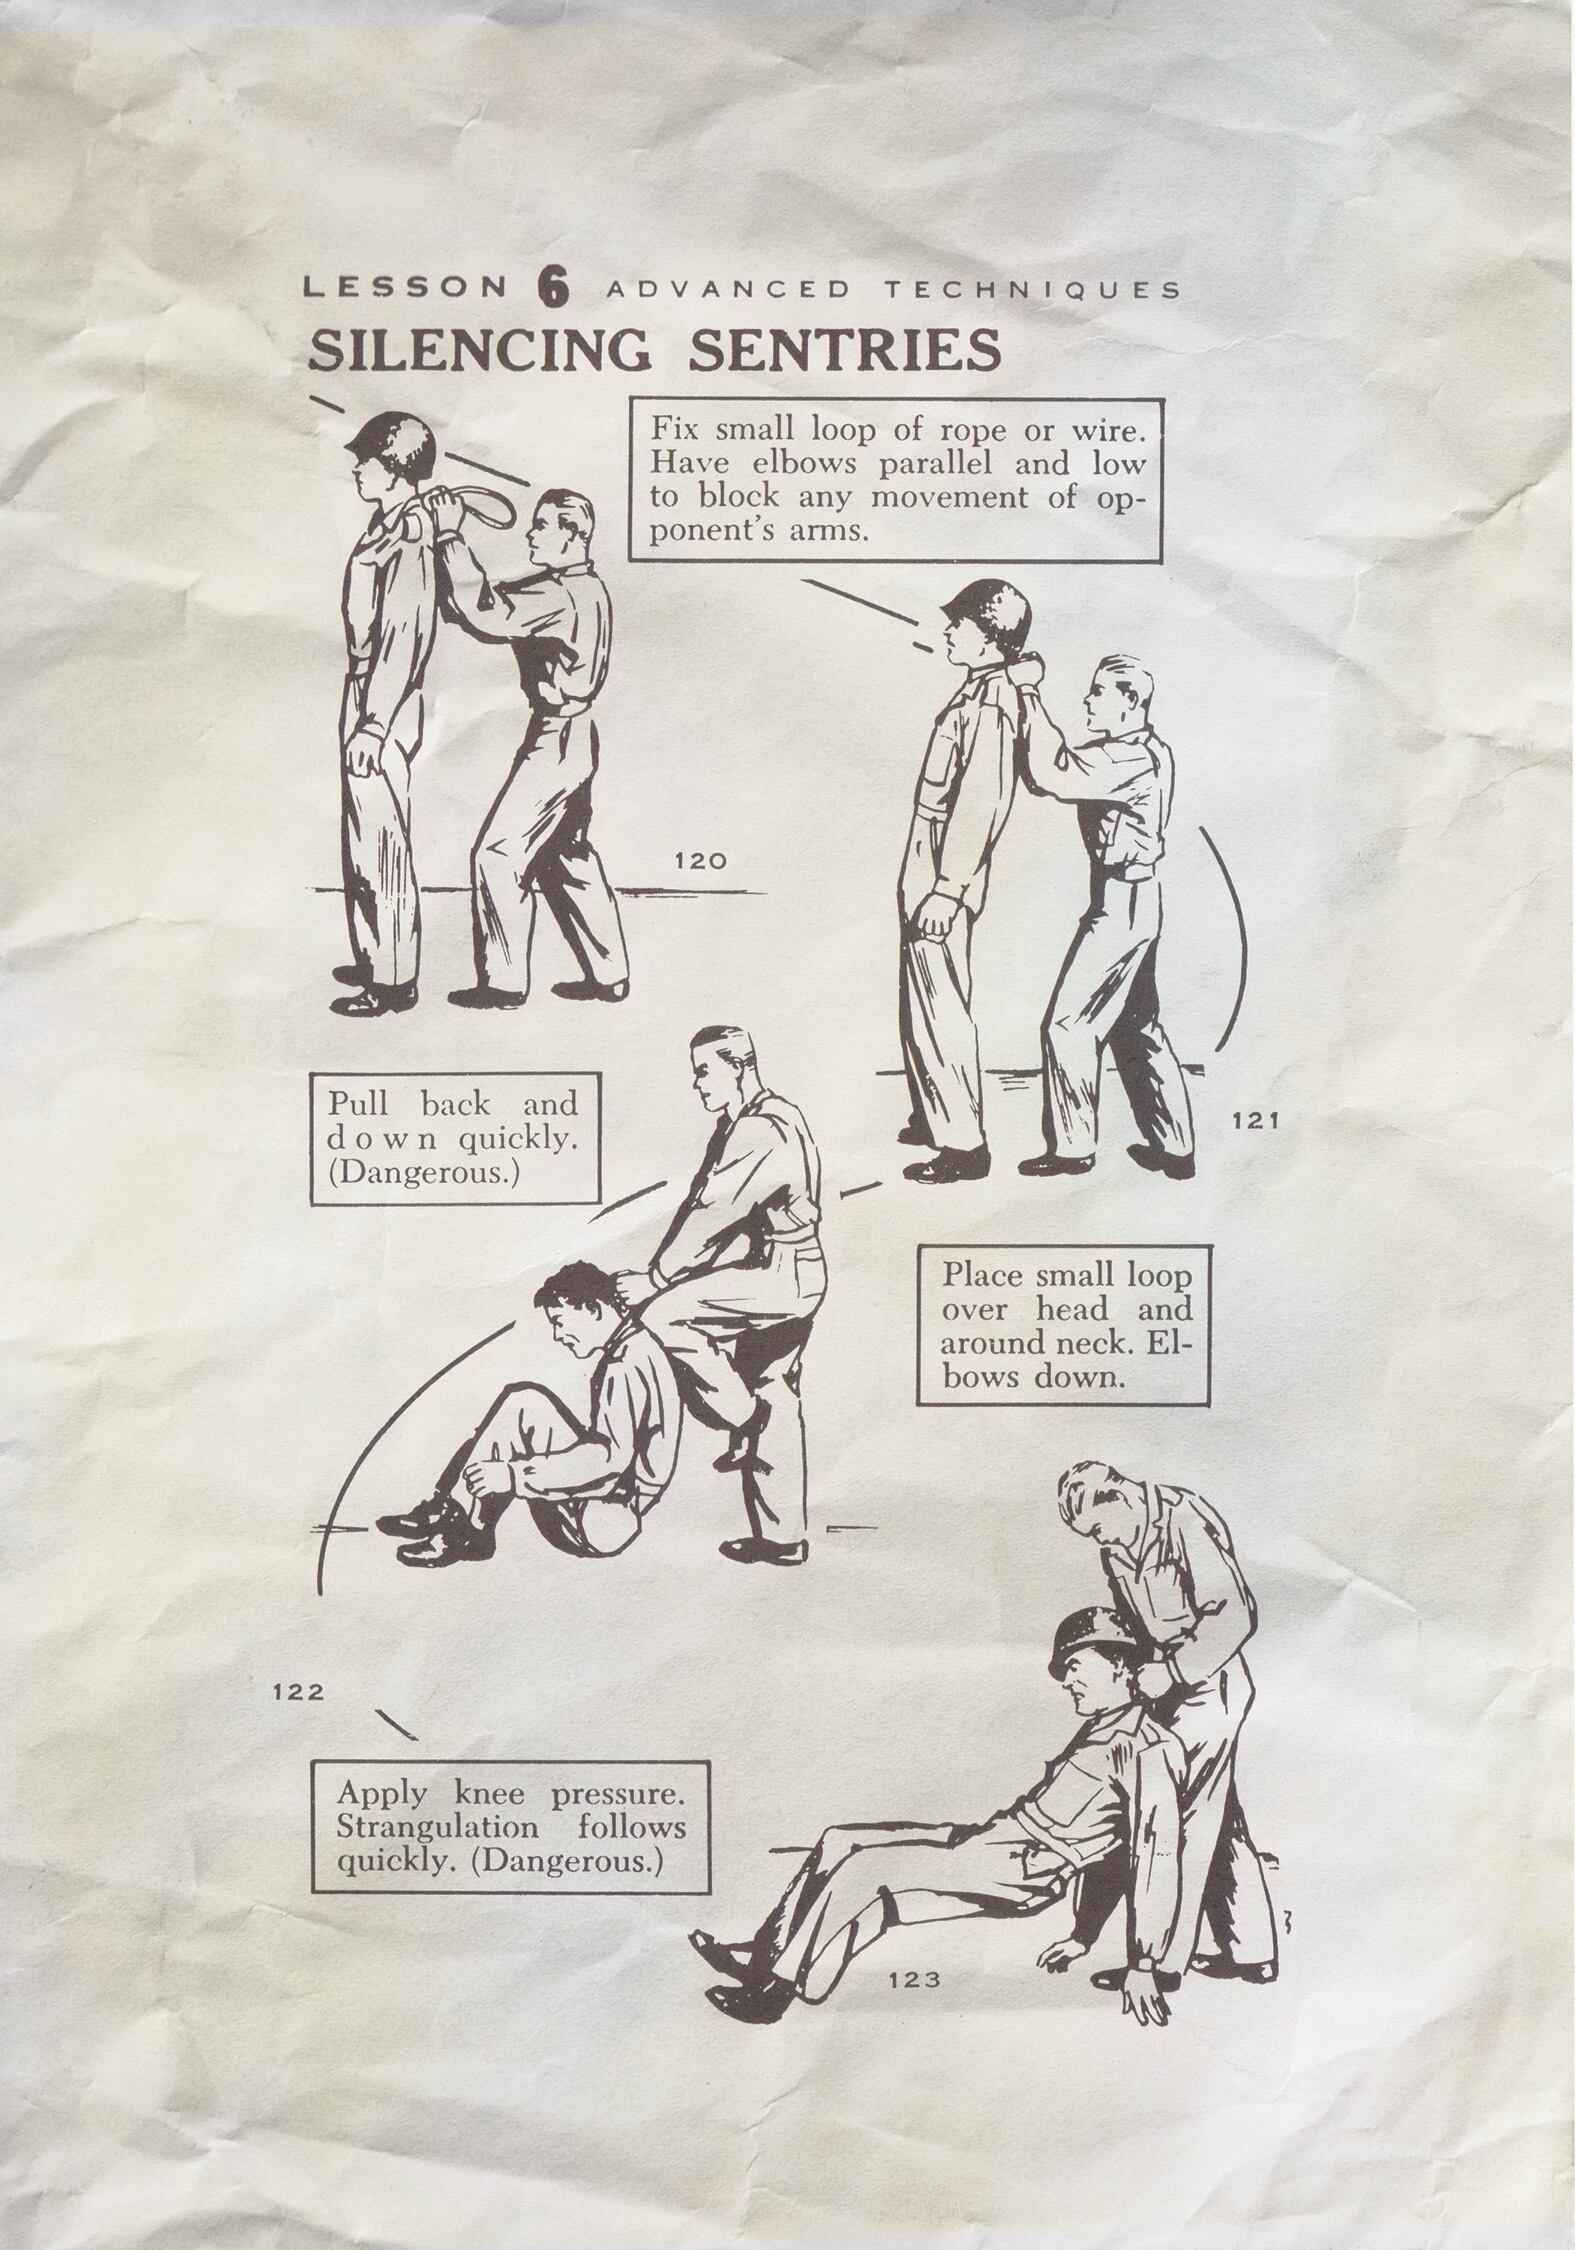 LESSON 6 ADVANCED TECHNIQUES
SILENCING SENTRIES
Fix small loop of rope or wire.
Have elbows parallel and low
to block any movement of op-
ponent's arms.
120
121
Pull back and
down quickly.
(Dangerous.)
Place small loop
over head and
around neck. El-
bows down.
122
Apply knee pressure.
Strangulation follows
quickly. (Dangerous.)
123